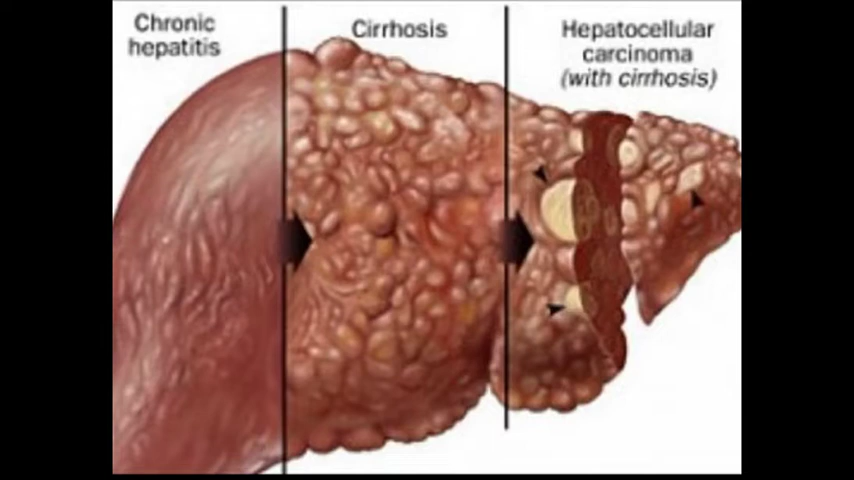 Chronic
hepatitis
Cirrhosis
Hepatocellular
carcinoma
(with cirrhosis)